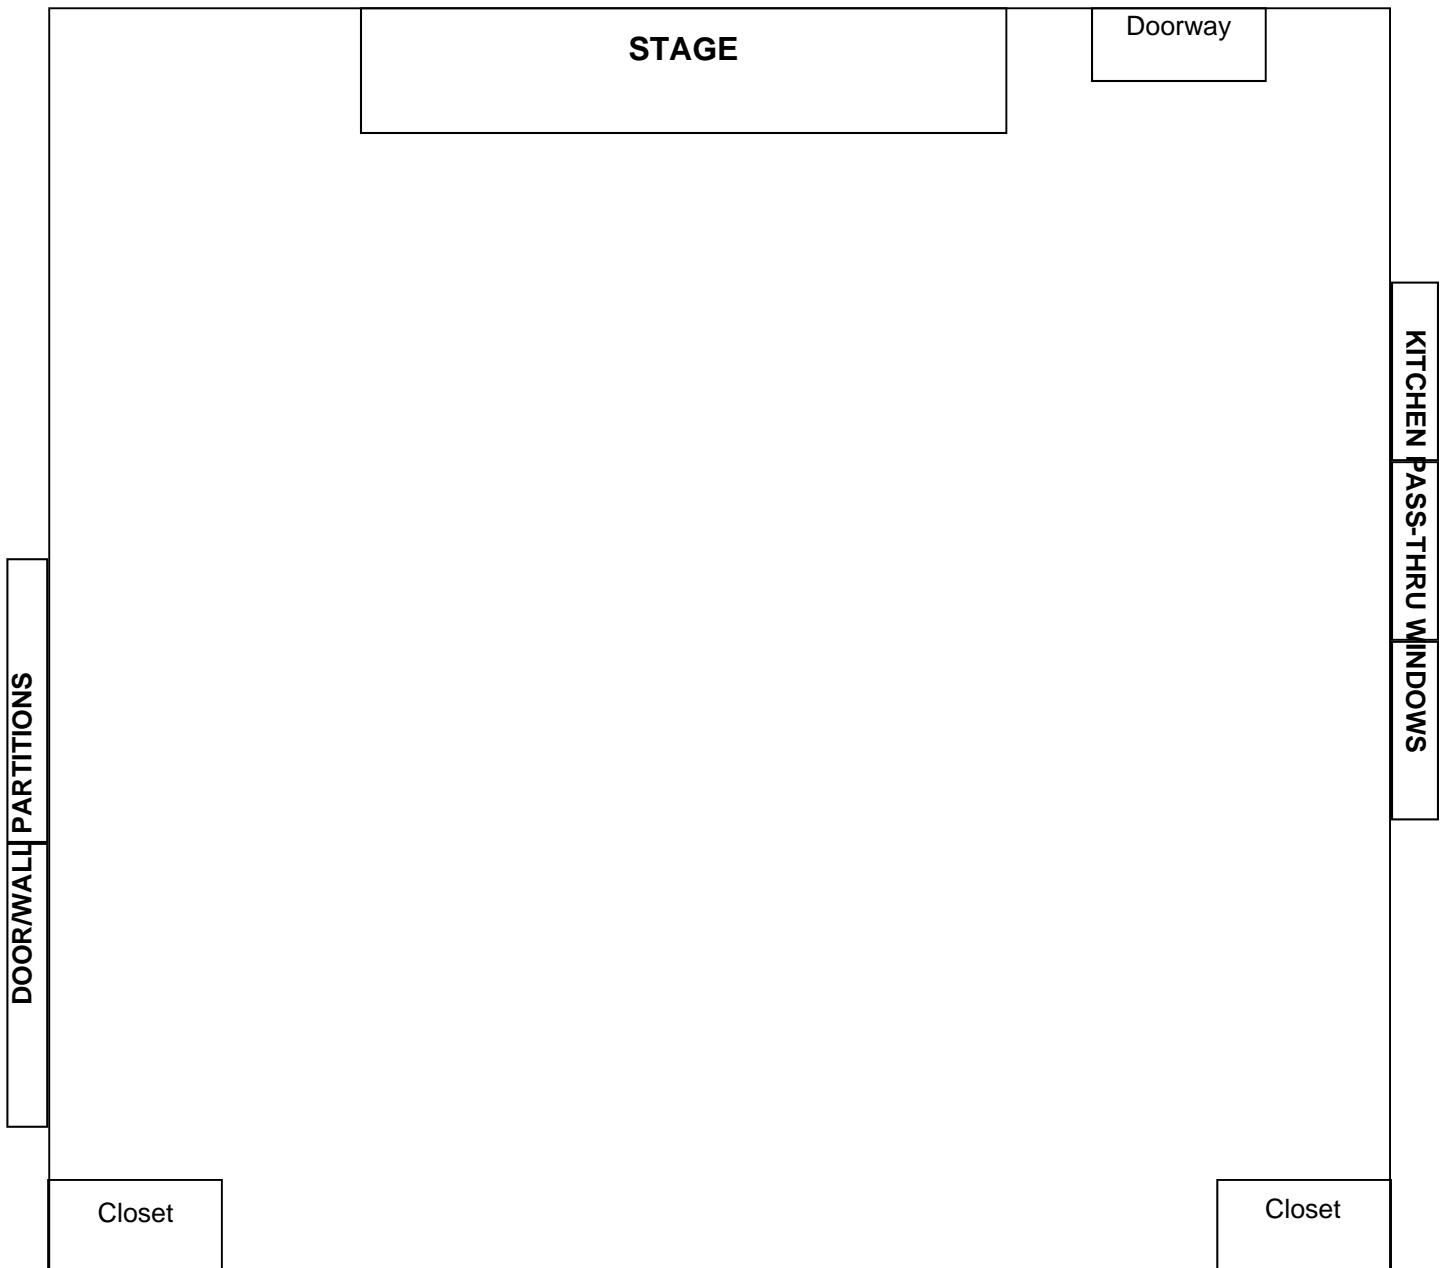 STAGE
Doorway
KITCHEN PASS-THRU WINDOWS
DOOR/WALL PARTITIONS
Closet
Closet